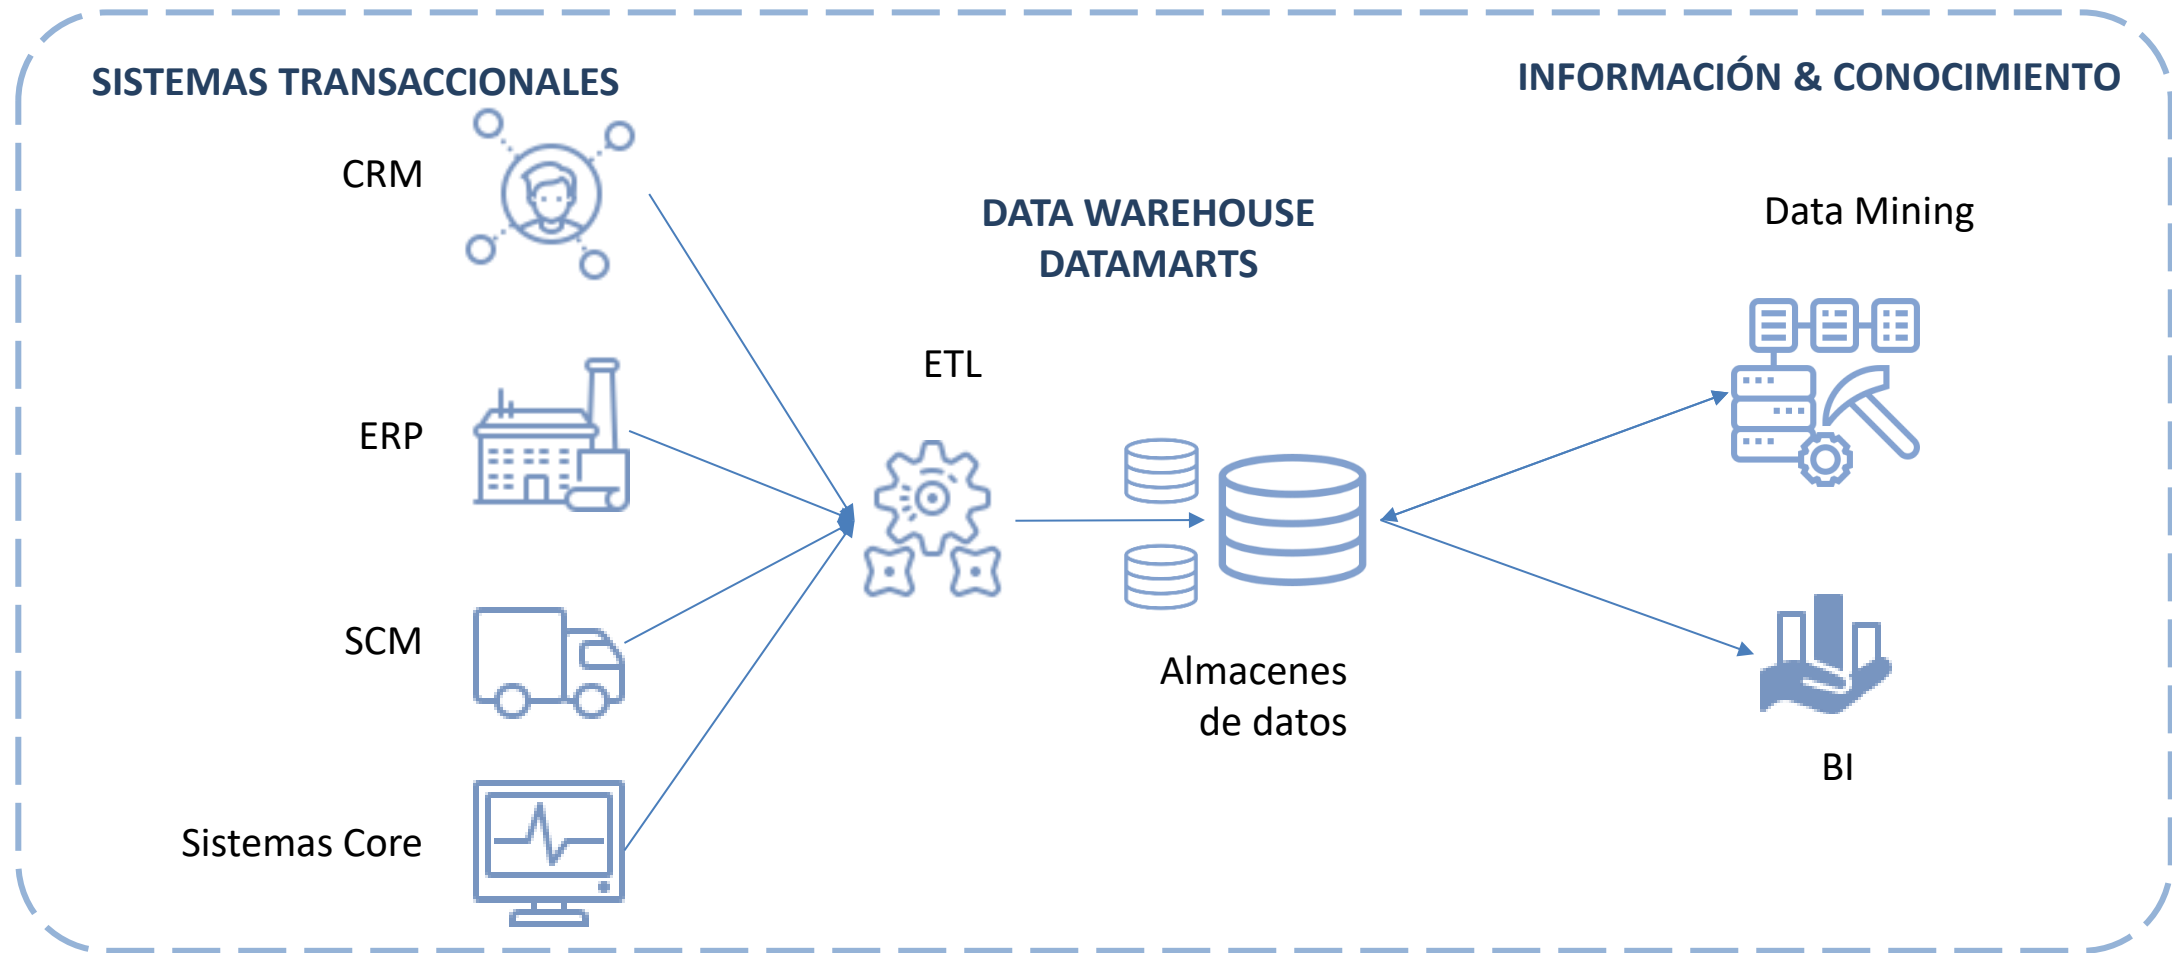 SISTEMAS TRANSACCIONALES
CRM
ERP
SCM
Sistemas Core
DATA WAREHOUSE
DATAMARTS
ETL
Almacenes
de datos
INFORMACIÓN & CONOCIMIENTO
Data Mining
BI